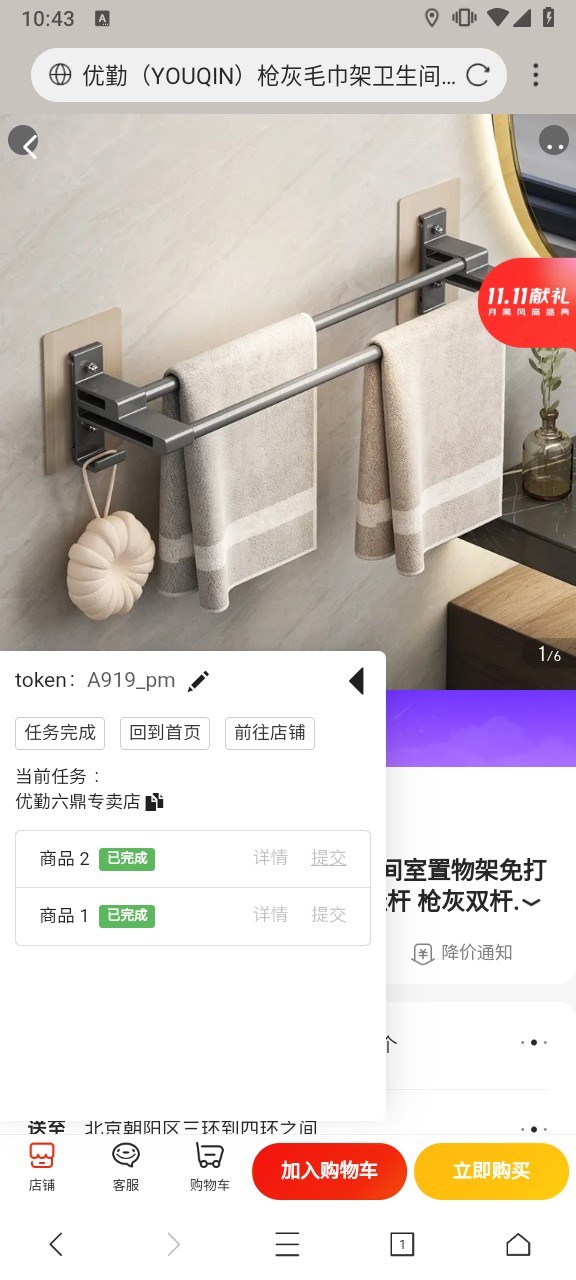 10:43
A
优勤（YOUQIN）枪灰毛巾架卫生间...
11.11献礼
月黑风高盛典
1/6
token：A919_pm
任务完成 回到首页 前往店铺
当前任务：
优勤六鼎专卖店
商品 2 已完成 详情 提交
商品 1 已完成 详情 提交
间室置物架免打
杆 枪灰双杆.
降价通知
个
送至 北京朝阳区三环到四环之间
店铺 客服 购物车 加入购物车 立即购买
1